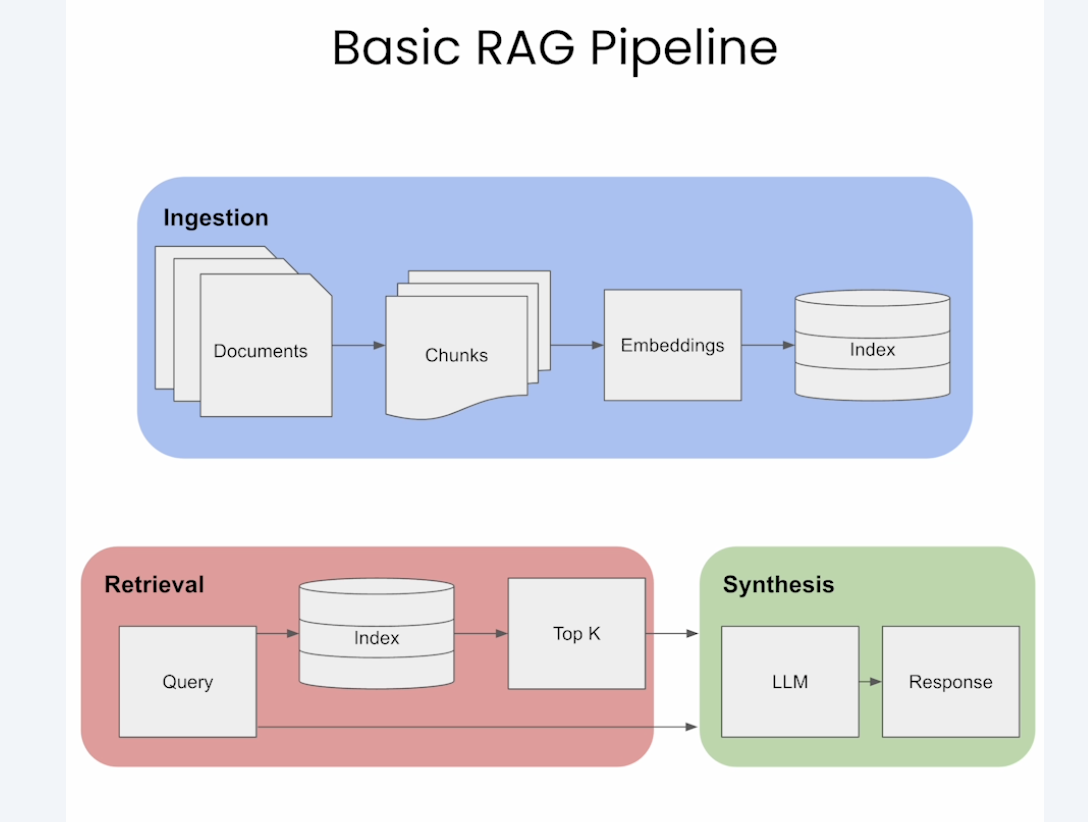 Basic RAG Pipeline
Ingestion
Documents
Chunks
Embeddings
Index
Retrieval
Query
Index
Top K
Synthesis
LLM
Response